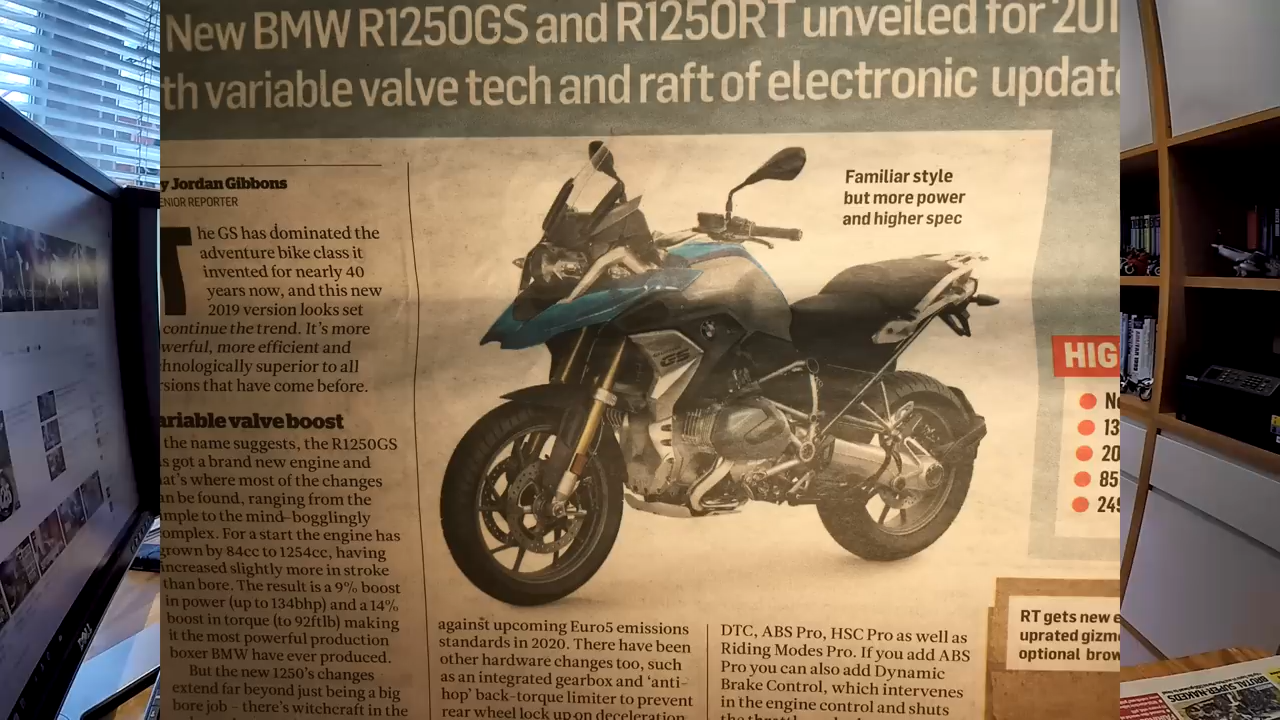 New BMW R1250GS and R1250RT unveiled for 201
th variable valve tech and raft of electronic update
y Jordan Gibbons
ENIOR REPORTER
The GS has dominated the
adventure bike class it
invented for nearly 40
years now, and this new
2019 version looks set
continue the trend. It's more
werful, more efficient and
hnologically superior to all
rsions that have come before.
ariable valve boost
the name suggests, the R1250GS
s got a brand new engine and
at's where most of the changes
an be found, ranging from the
mple to the mind-bogglingly
omplex. For a start the engine has
grown by 84cc to 1254cc, having
increased slightly more in stroke
than bore. The result is a 9% boost
in power (up to 134bhp) and a 14%
boost in torque (to 92ftlb) making
it the most powerful production
boxer BMW have ever produced.
But the new 1250's changes
extend far beyond just being a big
bore job – there's witchcraft in the
Familiar style
but more power
and higher spec
GS
against upcoming Euro5 emissions
standards in 2020. There have been
other hardware changes too, such
as an integrated gearbox and 'anti-
hop' back-torque limiter to prevent
rear wheel lock up on deceleration.
DTC, ABS Pro, HSC Pro as well as
Riding Modes Pro. If you add ABS
Pro you can also add Dynamic
Brake Control, which intervenes
in the engine control and shuts
HIG
N
13
20
85
249
RT gets new e
uprated gizm
optional brow
DELL
BRUTAL SUPER-NAKEDS